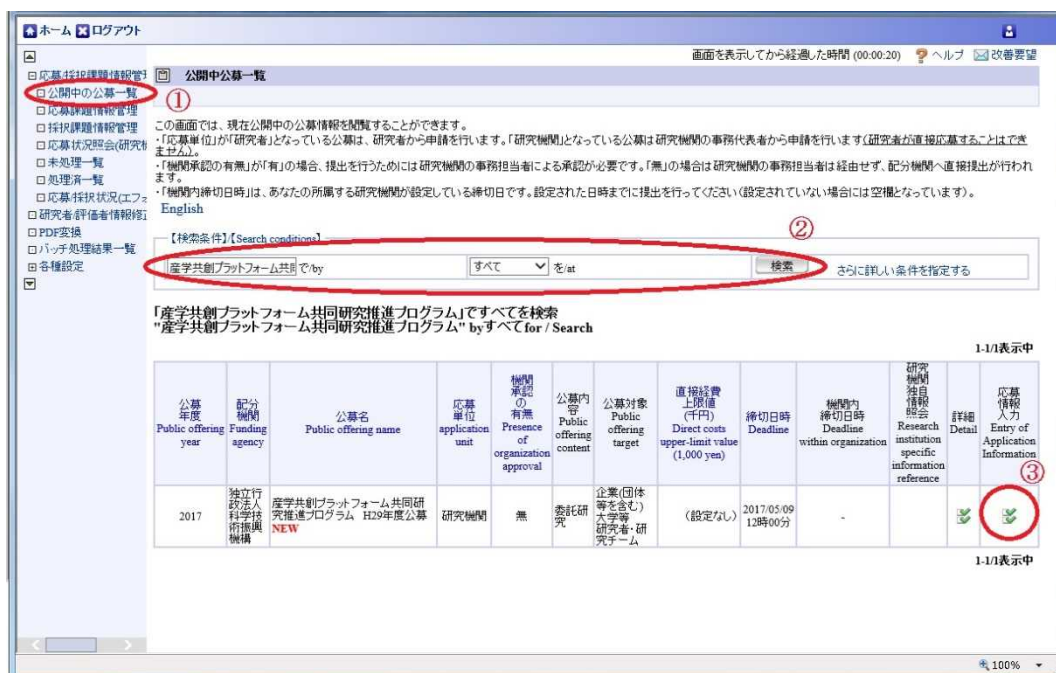 ホーム ログアウト
画面を表示してから経過した時間 (00:00:20) ヘルプ 改善要望
応募/採択課題情報管理
公開中の公募一覧
応募課題情報管理
採択課題情報管理
応募状況照会(研究機
未処理一覧
処理済一覧
応募/採択状況(エフォ
研究者/評価者情報修正
PDF変換
バッチ処理結果一覧
各種設定
①
公開中公募一覧
この画面では、現在公開中の公募情報を閲覧することができます。
・「応募単位」が「研究者」となっている公募は、研究者から申請を行います。「研究機関」となっている公募は研究機関の事務代表者から申請を行います(研究者が直接応募することはでき
ません)。
・「機関承認の有無」が「有」の場合、提出を行うためには研究機関の事務担当者による承認が必要です。「無」の場合は研究機関の事務担当者は経由せず、配分機関へ直接提出が行われ
ます。
・「機関内締切日時」は、あなたの所属する研究機関が設定している締切日です。設定された日時までに提出を行ってください(設定されていない場合には空欄となっています)。
English
②
【検索条件】/【Search conditions】
産学共創プラットフォーム共同 で/by すべて を/at 検索 さらに詳しい条件を指定する
「産学共創プラットフォーム共同研究推進プログラム」ですべてを検索
"産学共創プラットフォーム共同研究推進プログラム" byすべてfor / Search
1-1/1表示中
公募
年度
Public offering
year
配分
機関
Funding
agency
公募名
Public offering name
応募
単位
application
unit
機関
承認
の
有無
Presence
of
organization
approval
公募内
容
Public
offering
content
公募対象
Public
offering
target
直接経費
上限値
(千円)
Direct costs
upper-limit value
(1,000 yen)
締切日時
Deadline
機関内
締切日時
Deadline
within organization
研究
機関
独自
情報
照会
Research
institution
specific
information
reference
詳細
Detail
応募
情報
入力
Entry of
Application
Information
③
2017
独立行
政法人
科学技
術振興
機構
産学共創プラットフォーム共同研
究推進プログラム H29年度公募
NEW
研究機関
無
委託研
究
企業(団体
等を含む)
大学等
研究者・研
究チーム
(設定なし)
2017/05/09
12時00分
-
1-1/1表示中
100%